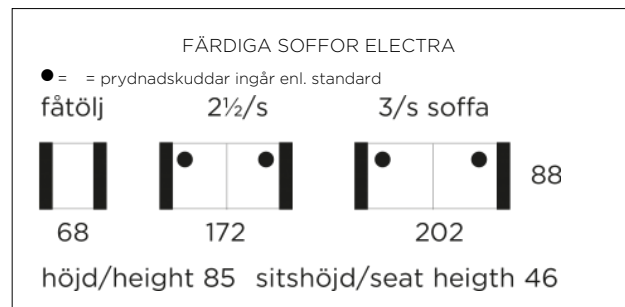 FÄRDIGA SOFFOR ELECTRA
● = = prydnadskuddar ingår enl. standard
fåtölj 2½/s 3/s soffa
88
68 172 202
höjd/height 85 sitshöjd/seat heigth 46